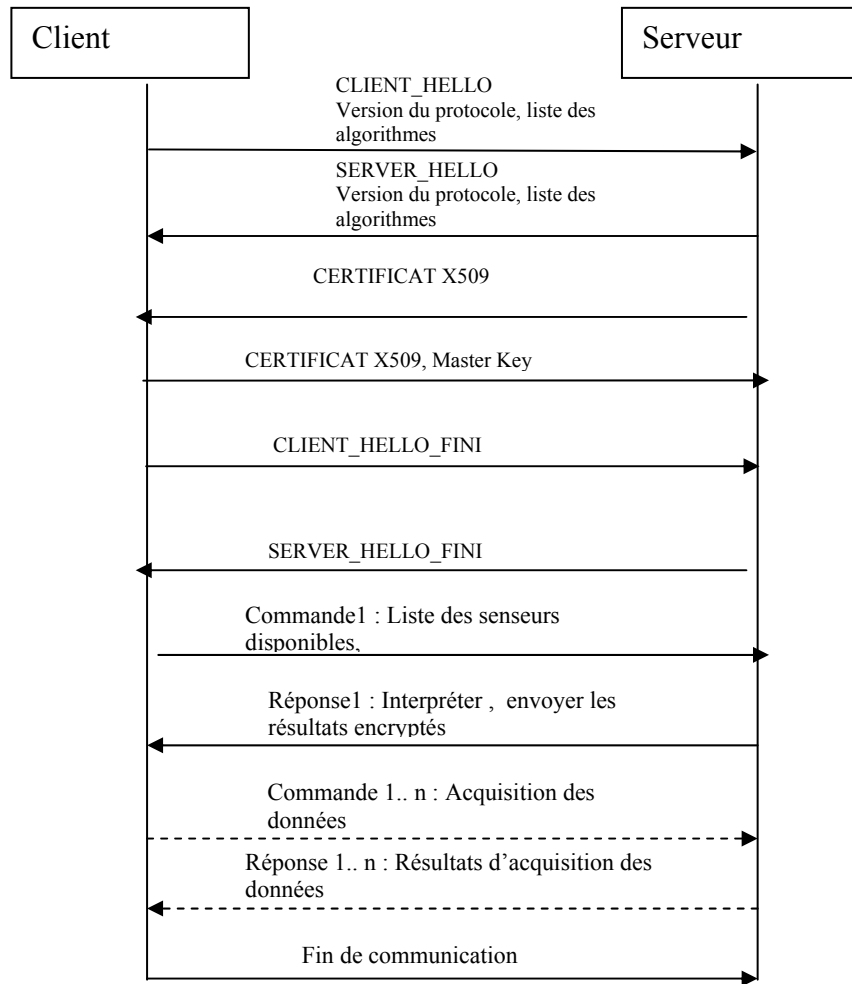 Client
Serveur
CLIENT_HELLO
Version du protocole, liste des
algorithmes
SERVER_HELLO
Version du protocole, liste des
algorithmes
CERTIFICAT X509
CERTIFICAT X509, Master Key
CLIENT_HELLO_FINI
SERVER_HELLO_FINI
Commande1 : Liste des senseurs
disponibles,
Réponse1 : Interpréter , envoyer les
résultats encryptés
Commande 1.. n : Acquisition des
données
Réponse 1.. n : Résultats d’acquisition des
données
Fin de communication